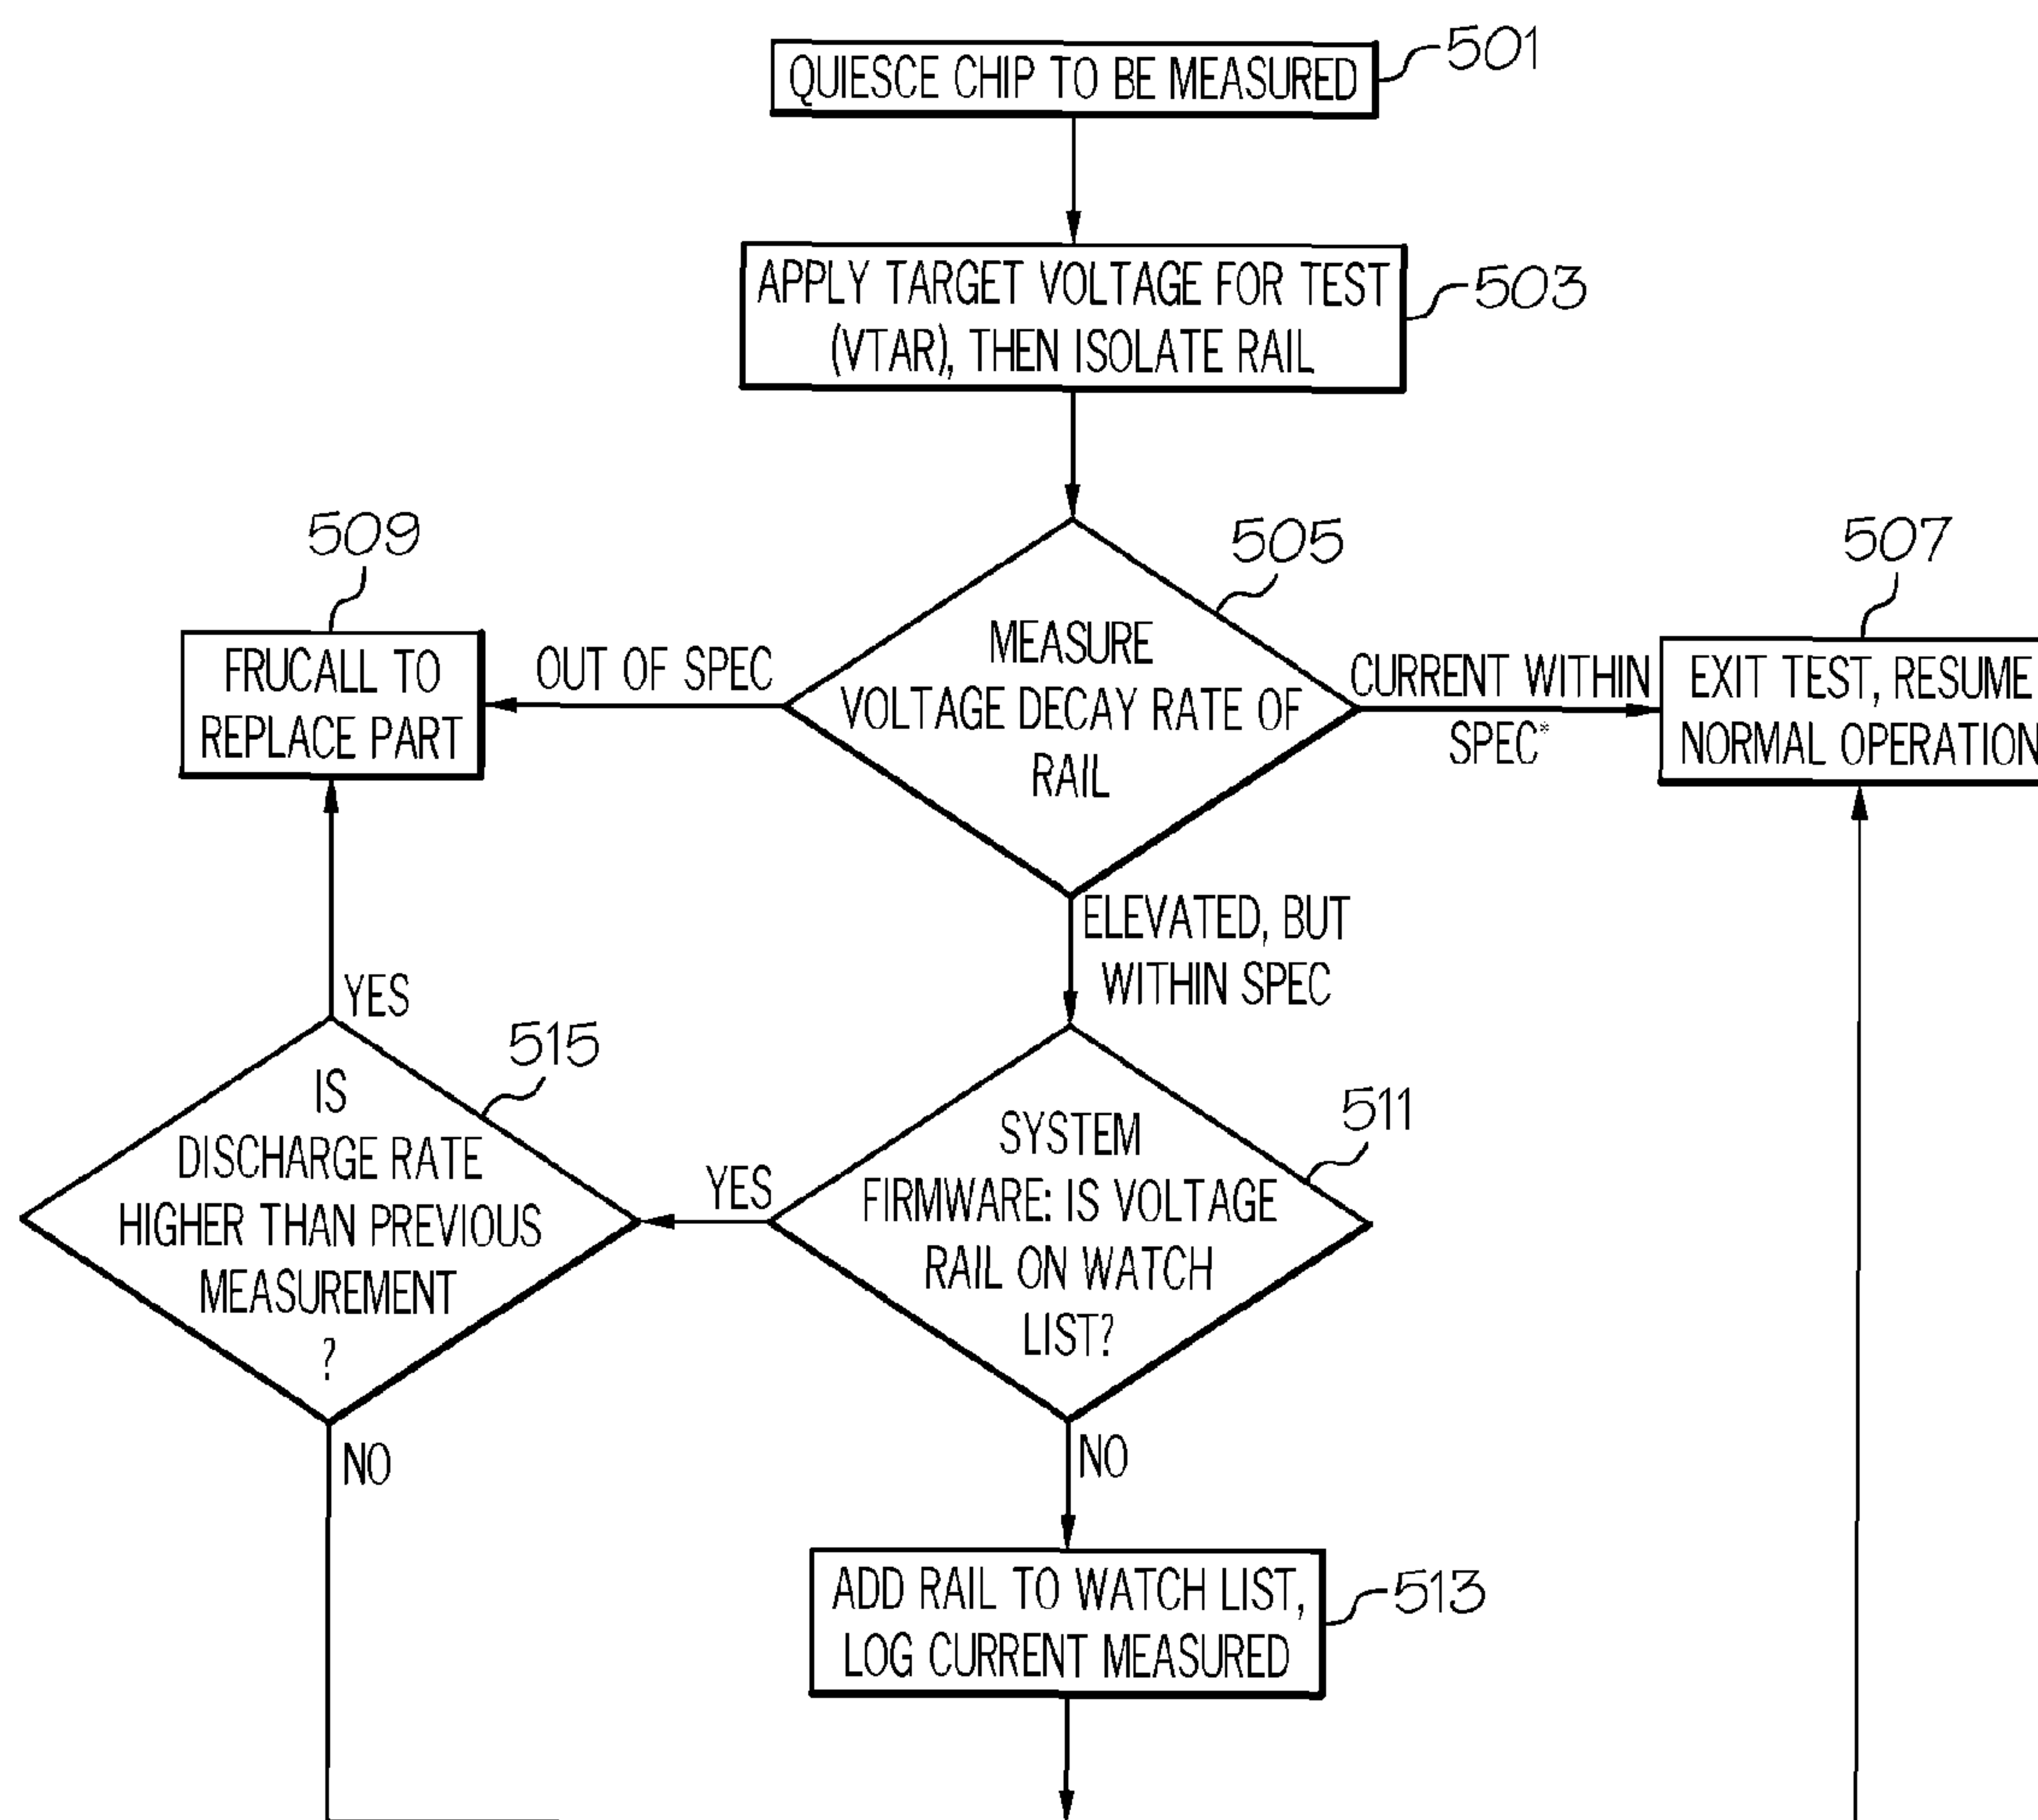 QUIESCE CHIP TO BE MEASURED
501
APPLY TARGET VOLTAGE FOR TEST
(VTAR), THEN ISOLATE RAIL
503
509
505
507
FRUCALL TO
REPLACE PART
OUT OF SPEC
MEASURE
VOLTAGE DECAY RATE OF
RAIL
CURRENT WITHIN
SPEC*
EXIT TEST, RESUME
NORMAL OPERATION
ELEVATED, BUT
WITHIN SPEC
YES
515
IS
DISCHARGE RATE
HIGHER THAN PREVIOUS
MEASUREMENT
?
YES
511
SYSTEM
FIRMWARE: IS VOLTAGE
RAIL ON WATCH
LIST?
NO
NO
ADD RAIL TO WATCH LIST,
LOG CURRENT MEASURED
513